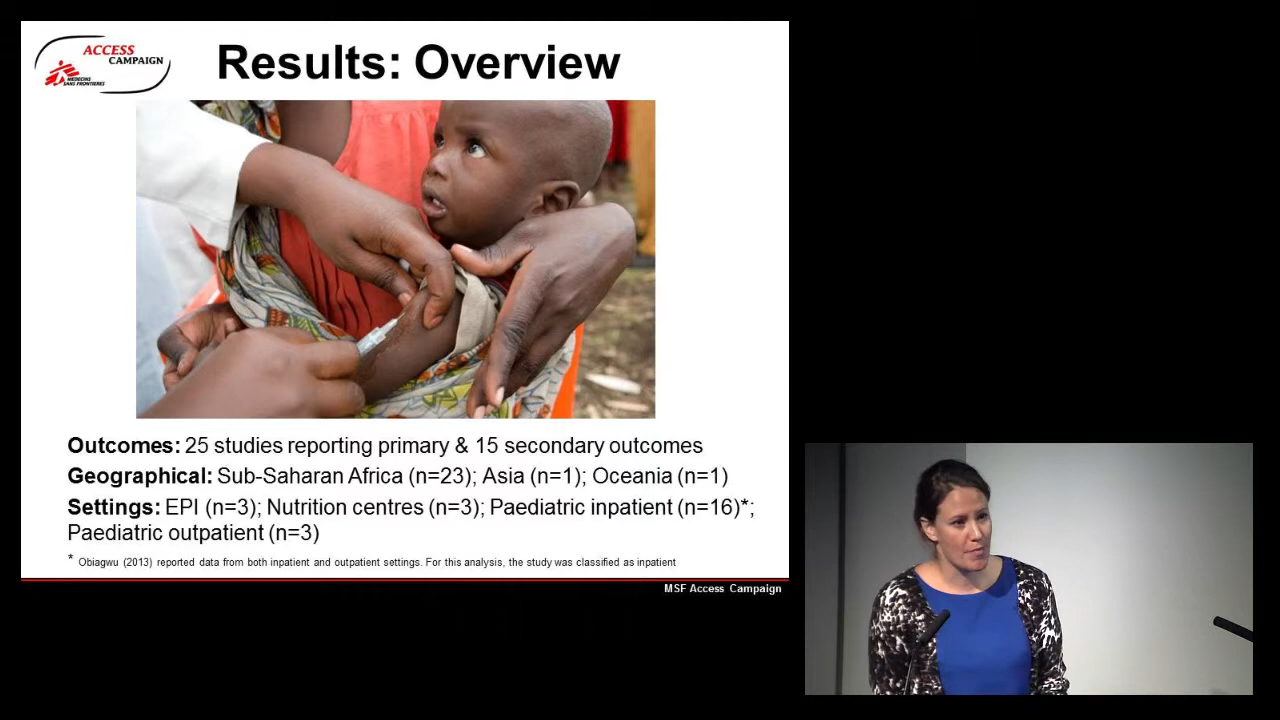 ACCESS
CAMPAIGN
MEDECINS
SANS FRONTIERES
Results: Overview
Outcomes: 25 studies reporting primary & 15 secondary outcomes
Geographical: Sub-Saharan Africa (n=23); Asia (n=1); Oceania (n=1)
Settings: EPI (n=3); Nutrition centres (n=3); Paediatric inpatient (n=16)*;
Paediatric outpatient (n=3)
* Obiagwu (2013) reported data from both inpatient and outpatient settings. For this analysis, the study was classified as inpatient
MSF Access Campaign